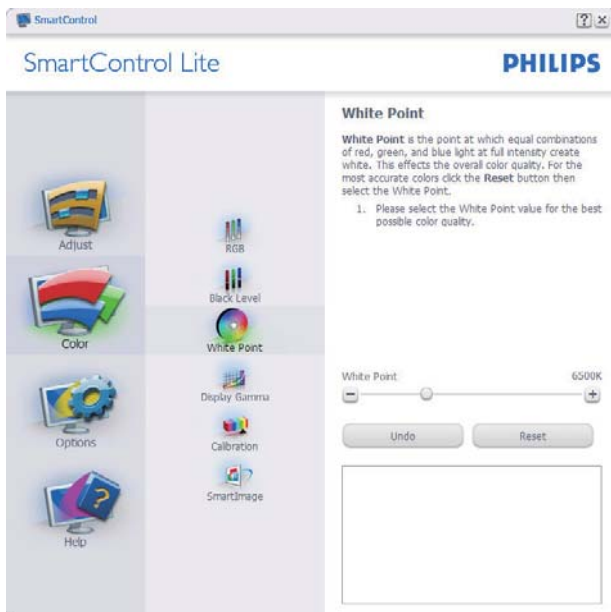 SmartControl
SmartControl Lite
PHILIPS
Adjust
Color
Options
Help
RGB
Black Level
White Point
Display Gamma
Calibration
SmartImage
White Point
White Point is the point at which equal combinations
of red, green, and blue light at full intensity create
white. This effects the overall color quality. For the
most accurate colors click the Reset button then
select the White Point.
1. Please select the White Point value for the best
possible color quality.
White Point 6500K
Undo Reset